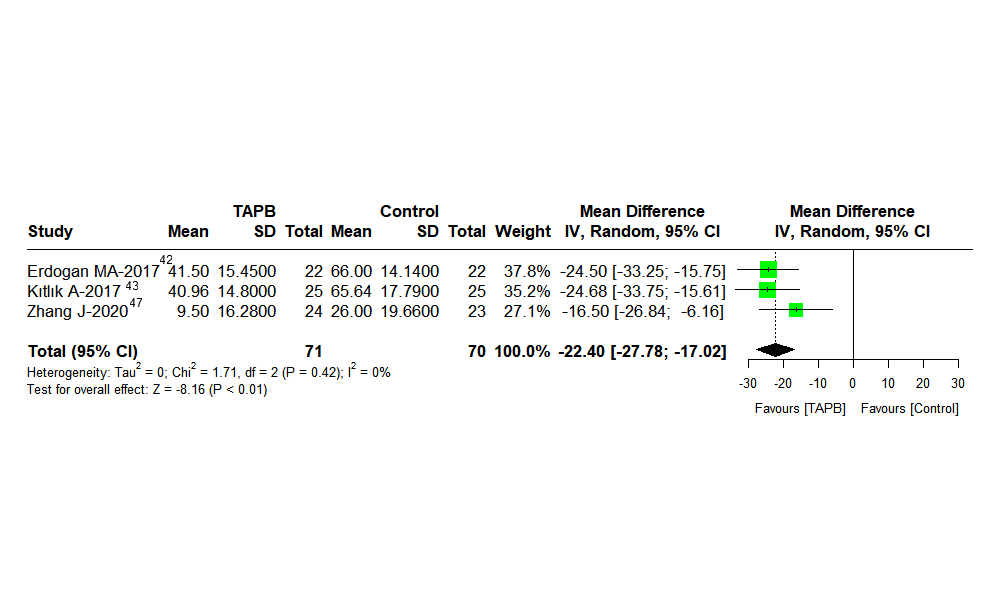 TAPB Control Mean Difference Mean Difference
Study Mean SD Total Mean SD Total Weight IV, Random, 95% CI IV, Random, 95% CI
Erdogan MA-2017⁴² 41.50 15.4500 22 66.00 14.1400 22 37.8% -24.50 [-33.25; -15.75]
Kıtlık A-2017 ⁴³ 40.96 14.8000 25 65.64 17.7900 25 35.2% -24.68 [-33.75; -15.61]
Zhang J-2020⁴⁷ 9.50 16.2800 24 26.00 19.6600 23 27.1% -16.50 [-26.84; -6.16]
Total (95% CI) 71 70 100.0% -22.40 [-27.78; -17.02]
Heterogeneity: Tau² = 0; Chi² = 1.71, df = 2 (P = 0.42); I² = 0%
Test for overall effect: Z = -8.16 (P < 0.01)
-30 -20 -10 0 10 20 30
Favours [TAPB] Favours [Control]